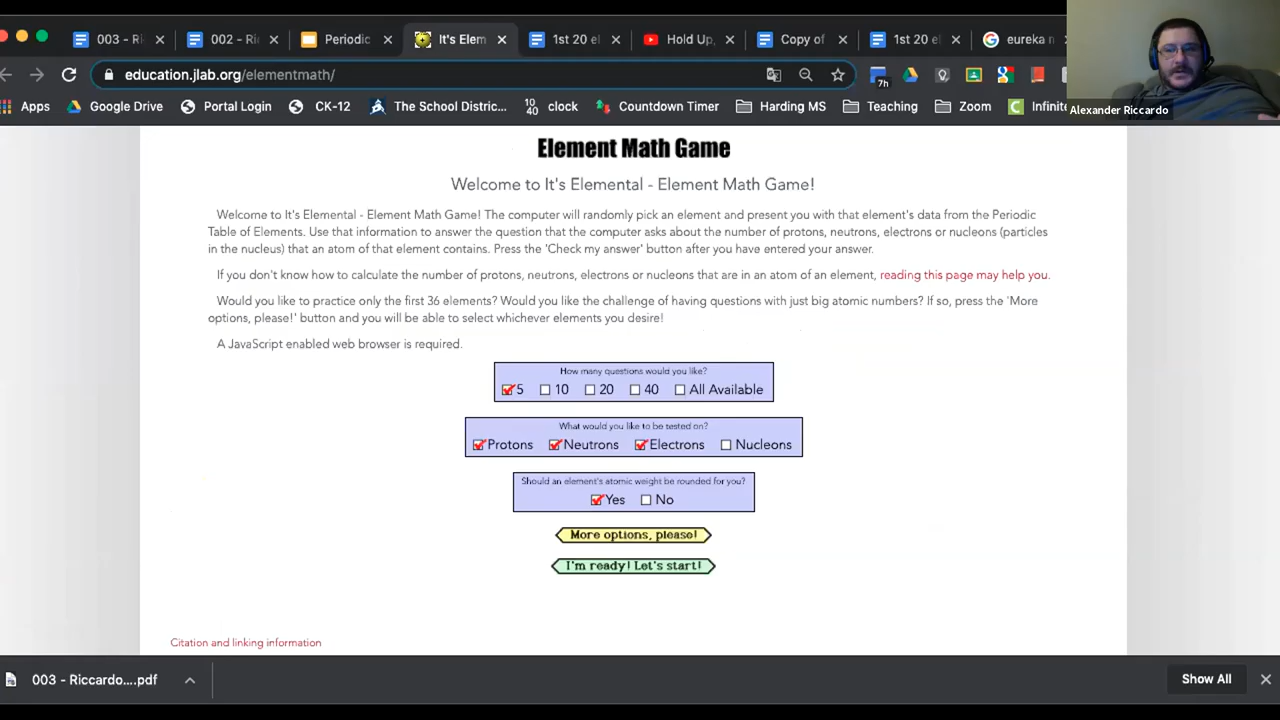 003 - Ri
002 - Ri
Periodic
It's Elem
1st 20 el
Hold Up,
Copy of
1st 20 el
eureka n
education.jlab.org/elementmath/
7h
Apps
Google Drive
Portal Login
CK-12
The School Distric...
10
40
clock
Countdown Timer
Harding MS
Teaching
Zoom
Infinite
Alexander Riccardo
Element Math Game
Welcome to It's Elemental - Element Math Game!
Welcome to It's Elemental - Element Math Game! The computer will randomly pick an element and present you with that element's data from the Periodic
Table of Elements. Use that information to answer the question that the computer asks about the number of protons, neutrons, electrons or nucleons (particles
in the nucleus) that an atom of that element contains. Press the 'Check my answer' button after you have entered your answer.
If you don't know how to calculate the number of protons, neutrons, electrons or nucleons that are in an atom of an element, reading this page may help you.
Would you like to practice only the first 36 elements? Would you like the challenge of having questions with just big atomic numbers? If so, press the 'More
options, please!' button and you will be able to select whichever elements you desire!
A JavaScript enabled web browser is required.
How many questions would you like?
5 10 20 40 All Available
What would you like to be tested on?
Protons Neutrons Electrons Nucleons
Should an element's atomic weight be rounded for you?
Yes No
More options, please!
I'm ready! Let's start!
Citation and linking information
003 - Riccardo....pdf
Show All